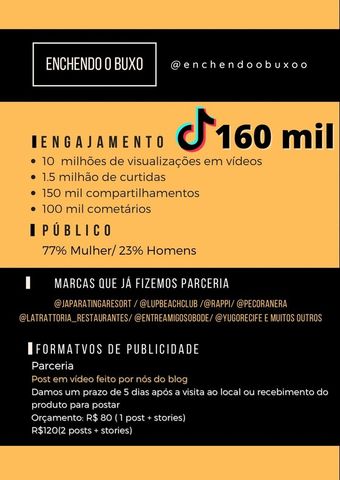 ENCHENDO O BUXO
@enchendoobuxoo
160 mil
ENGAJAMENTO
• 10 milhões de visualizações em vídeos
• 1.5 milhão de curtidas
• 150 mil compartilhamentos
• 100 mil cometários
PÚBLICO
77% Mulher/ 23% Homens
MARCAS QUE JÁ FIZEMOS PARCERIA
@JAPARATINGARESORT / @LUPBEACHCLUB /@RAPPI/ @PECORANERA
@LATRATTORIA_RESTAURANTES/ @ENTREAMIGOSOBODE/ @YUGORECIFE E MUITOS OUTROS
FORMATVOS DE PUBLICIDADE
Parceria
Post em vídeo feito por nós do blog
Damos um prazo de 5 dias após a visita ao local ou recebimento do
produto para postar
Orçamento: R$ 80 ( 1 post + stories)
R$120(2 posts + stories)